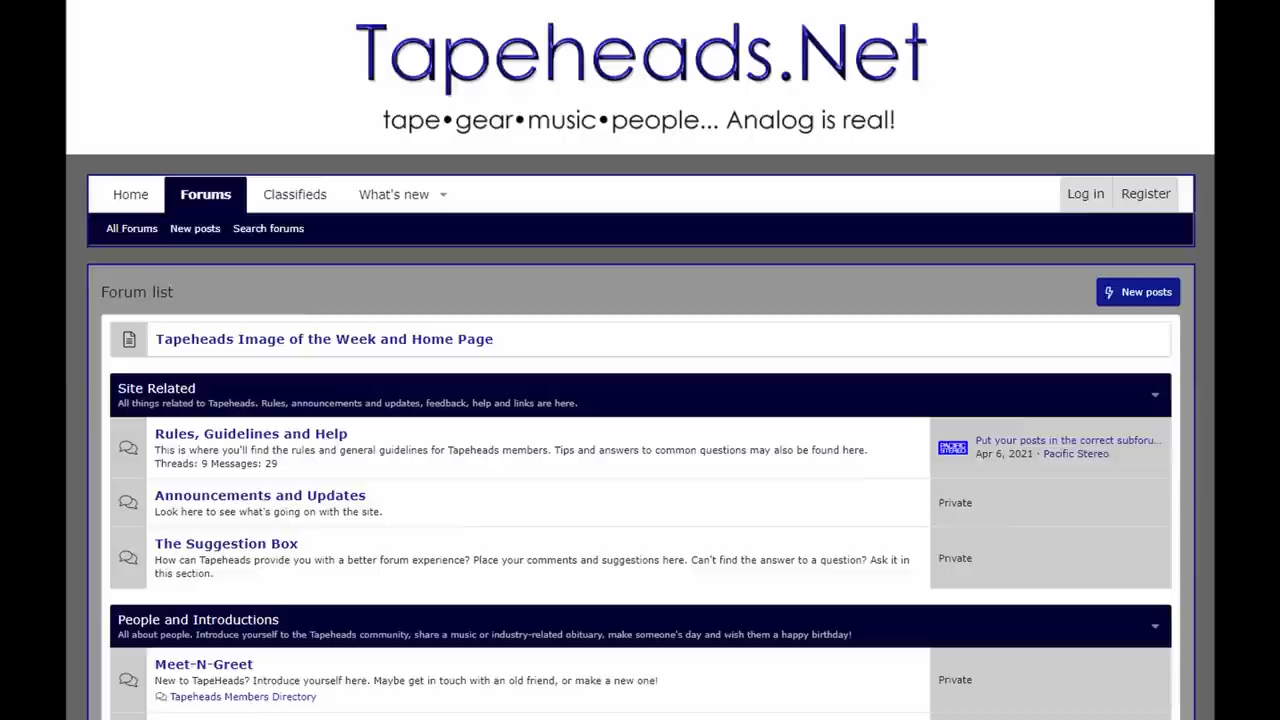 Tapeheads.Net
tape•gear•music•people... Analog is real!
Home Forums Classifieds What's new Log in Register
All Forums New posts Search forums
Forum list New posts
Tapeheads Image of the Week and Home Page
Site Related
All things related to Tapeheads. Rules, announcements and updates, feedback, help and links are here.
Rules, Guidelines and Help
This is where you'll find the rules and general guidelines for Tapeheads members. Tips and answers to common questions may also be found here.
Threads: 9 Messages: 29
PACIFIC STEREO
Put your posts in the correct subforu...
Apr 6, 2021 · Pacific Stereo
Announcements and Updates
Look here to see what's going on with the site.
Private
The Suggestion Box
How can Tapeheads provide you with a better forum experience? Place your comments and suggestions here. Can't find the answer to a question? Ask it in
this section.
Private
People and Introductions
All about people. Introduce yourself to the Tapeheads community, share a music or industry-related obituary, make someone's day and wish them a happy birthday!
Meet-N-Greet
New to TapeHeads? Introduce yourself here. Maybe get in touch with an old friend, or make a new one!
Tapeheads Members Directory
Private